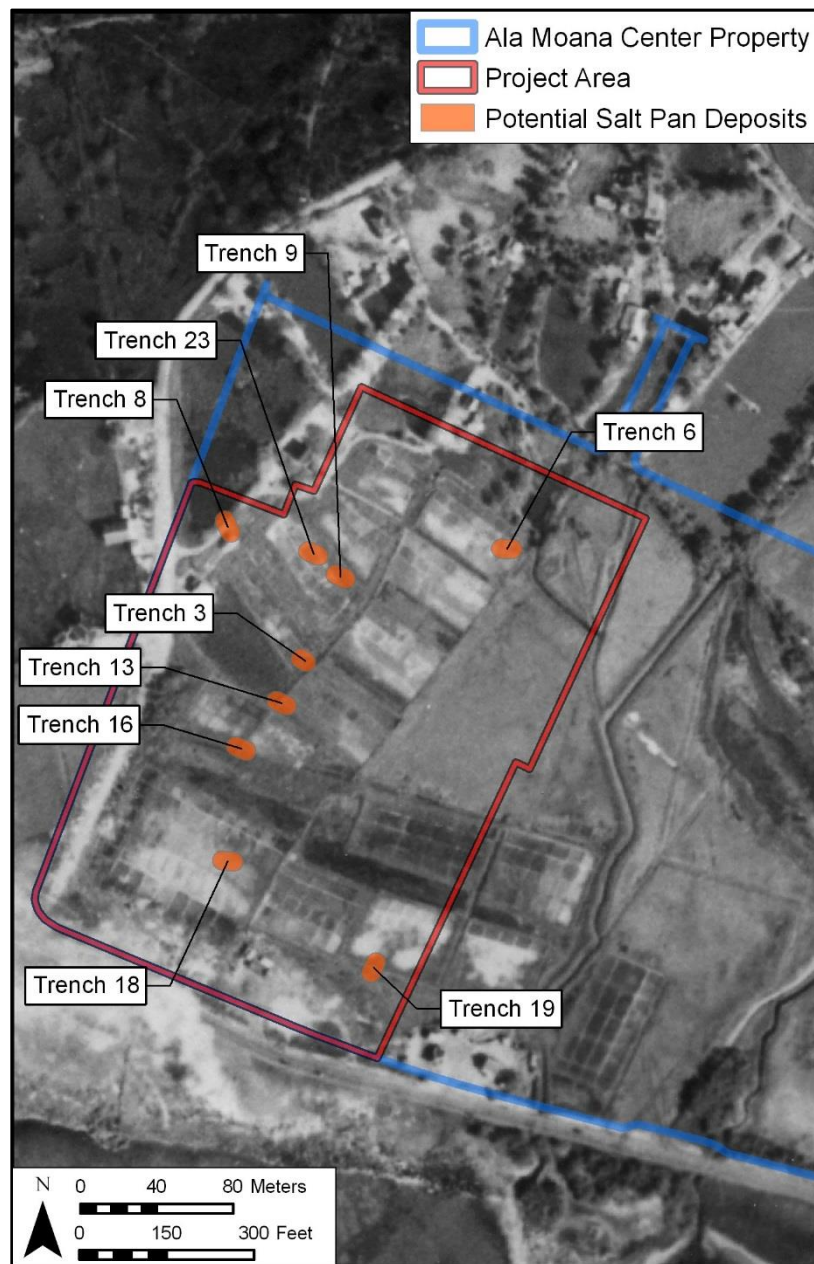 Ala Moana Center Property
Project Area
Potential Salt Pan Deposits
Trench 9
Trench 23
Trench 8
Trench 6
Trench 3
Trench 13
Trench 16
Trench 18
Trench 19
N
0 40 80 Meters
0 150 300 Feet